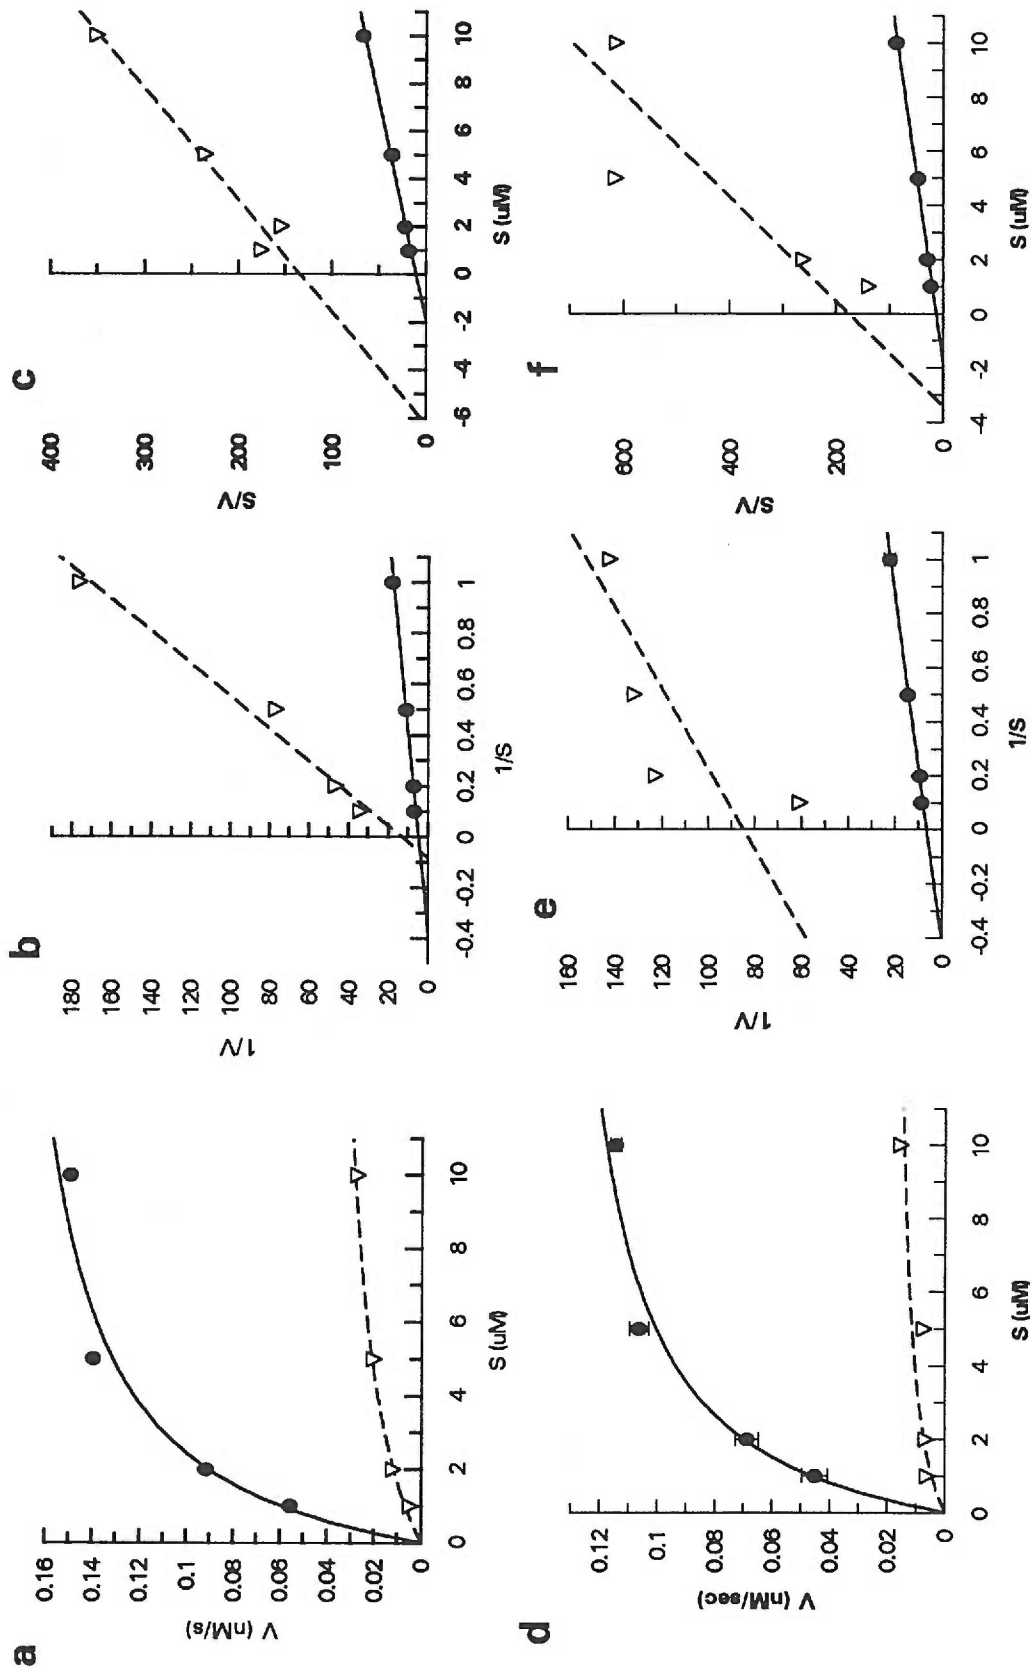 a
V (nM/s)
0.16
0.14
0.12
0.1
0.08
0.06
0.04
0.02
0
0 2 4 6 8 10
S (uM)
b
1/V
180
160
140
120
100
80
60
40
20
0
-0.4 -0.2 0 0.2 0.4 0.6 0.8 1
1/S
c
S/V
400
300
200
100
0
-6 -4 -2 0 2 4 6 8 10
S (uM)
d
V (nM/sec)
0.12
0.1
0.08
0.06
0.04
0.02
0
0 2 4 6 8 10
S (uM)
e
1/V
160
140
120
100
80
60
40
20
0
-0.4 -0.2 0 0.2 0.4 0.6 0.8 1
1/S
f
S/V
600
400
200
0
-4 -2 0 2 4 6 8 10
S (uM)